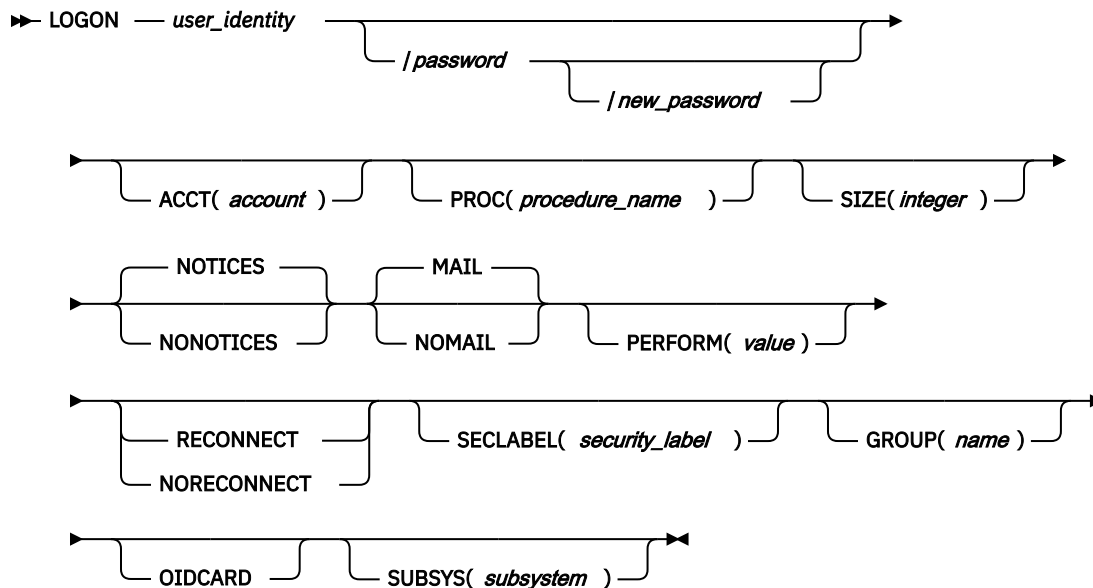 LOGON user_identity
/password
/new_password
ACCT( account ) PROC( procedure_name ) SIZE( integer )
NOTICES MAIL
NONOTICES NOMAIL PERFORM( value )
RECONNECT SECLABEL( security_label ) GROUP( name )
NORECONNECT
OIDCARD SUBSYS( subsystem )